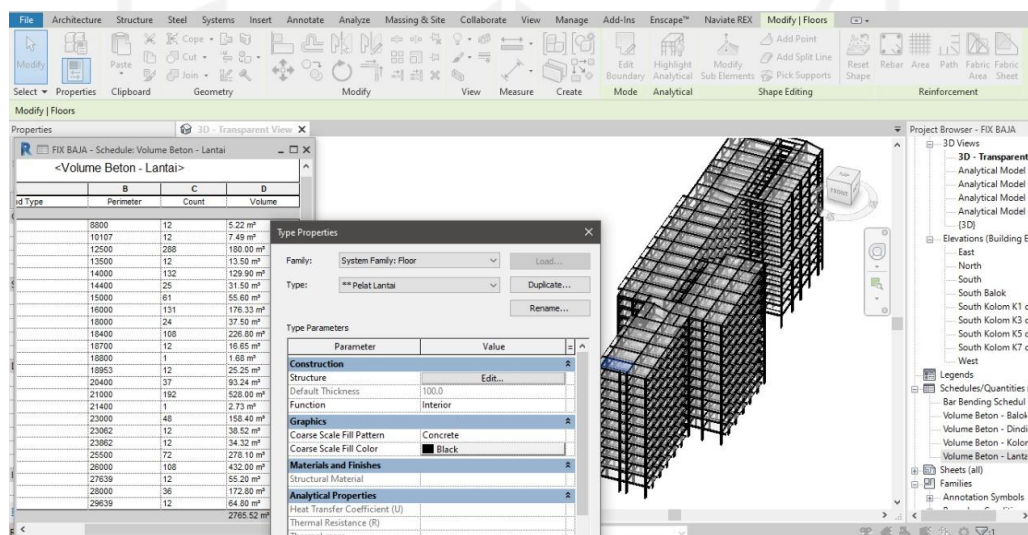 File Architecture Structure Steel Systems Insert Annotate Analyze Massing & Site Collaborate View Manage Add-Ins Enscape™ Naviate REX Modify | Floors
Modify Paste Cope Cut Join Edit Boundary Highlight Analytical Modify Sub Elements Add Point Add Split Line Pick Supports Reset Shape Rebar Area Path Fabric Area Fabric Sheet
Select Properties Clipboard Geometry Modify View Measure Create Mode Analytical Shape Editing Reinforcement
Modify | Floors
Properties 3D - Transparent View X Project Browser - FIX BAJA
FIX BAJA - Schedule: Volume Beton - Lantai
<Volume Beton - Lantai>
B C D
id Type Perimeter Count Volume
8800 12 5.22 m³
10107 12 7.49 m³
12500 288 180.00 m³
13500 12 13.50 m³
14000 132 129.90 m³
14400 25 31.50 m³
15000 61 55.60 m³
16000 131 176.33 m³
18000 24 37.50 m³
18400 108 226.80 m³
18700 12 16.65 m³
18800 1 1.68 m³
18953 12 25.25 m³
20400 37 93.24 m³
21000 192 528.00 m³
21400 1 2.73 m³
23000 48 158.40 m³
23062 12 38.52 m³
23862 12 34.32 m³
25500 72 278.10 m³
26000 108 432.00 m³
27639 12 55.20 m³
28000 36 172.80 m³
29639 12 64.80 m³
2765.52 m³
Type Properties
Family: System Family: Floor Load...
Type: ** Pelat Lantai Duplicate...
Rename...
Type Parameters
Parameter Value =
Construction
Structure Edit...
Default Thickness 100.0
Function Interior
Graphics
Coarse Scale Fill Pattern Concrete
Coarse Scale Fill Color Black
Materials and Finishes
Structural Material
Analytical Properties
Heat Transfer Coefficient (U)
Thermal Resistance (R)
FRONT
3D Views
3D - Transparent
Analytical Model
Analytical Model
Analytical Model
{3D}
Elevations (Building E
East
North
South
South Balok
South Kolom K1
South Kolom K3
South Kolom K5
South Kolom K7
West
Legends
Schedules/Quantities
Bar Bending Schedul
Volume Beton - Balok
Volume Beton - Dindi
Volume Beton - Kolor
Volume Beton - Lanta
Sheets (all)
Families
Annotation Symbols